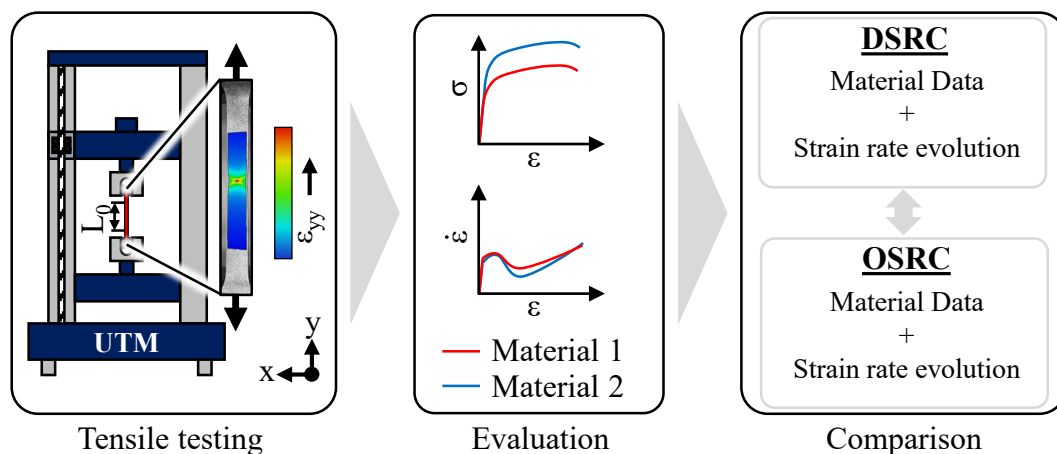 L₀
ε_yy
UTM
y
x
Tensile testing
σ
ε
ε̇
ε
Material 1
Material 2
Evaluation
DSRC
Material Data
+
Strain rate evolution
OSRC
Material Data
+
Strain rate evolution
Comparison